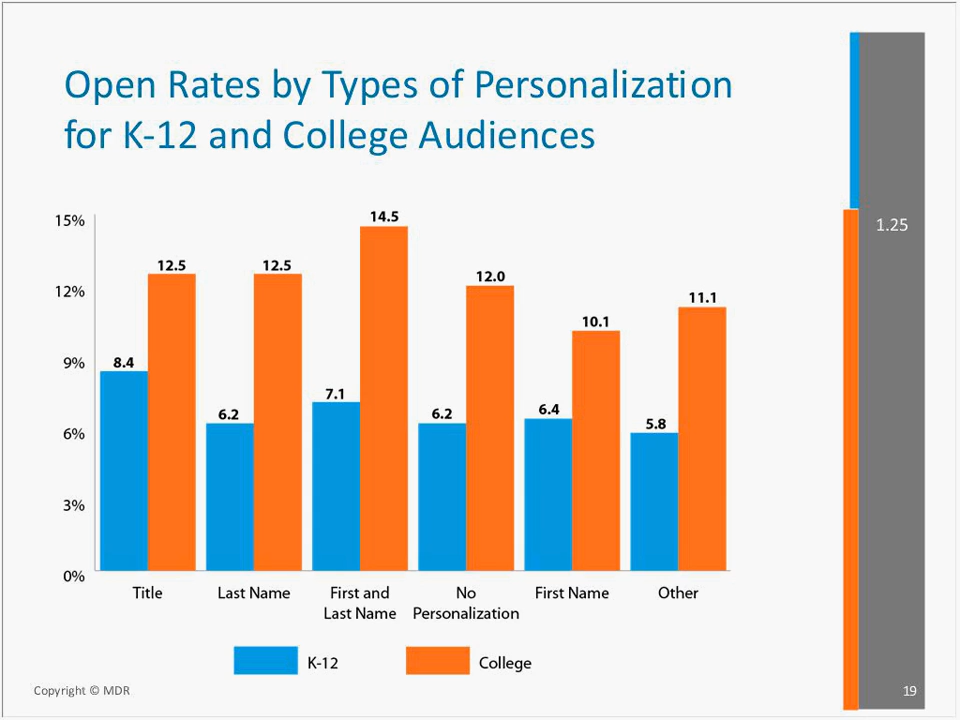 Open Rates by Types of Personalization
for K-12 and College Audiences
1.25
15%
12%
9%
6%
3%
0%
8.4
12.5
6.2
12.5
7.1
14.5
6.2
12.0
6.4
10.1
5.8
11.1
Title
Last Name
First and
Last Name
No
Personalization
First Name
Other
K-12
College
Copyright © MDR
19